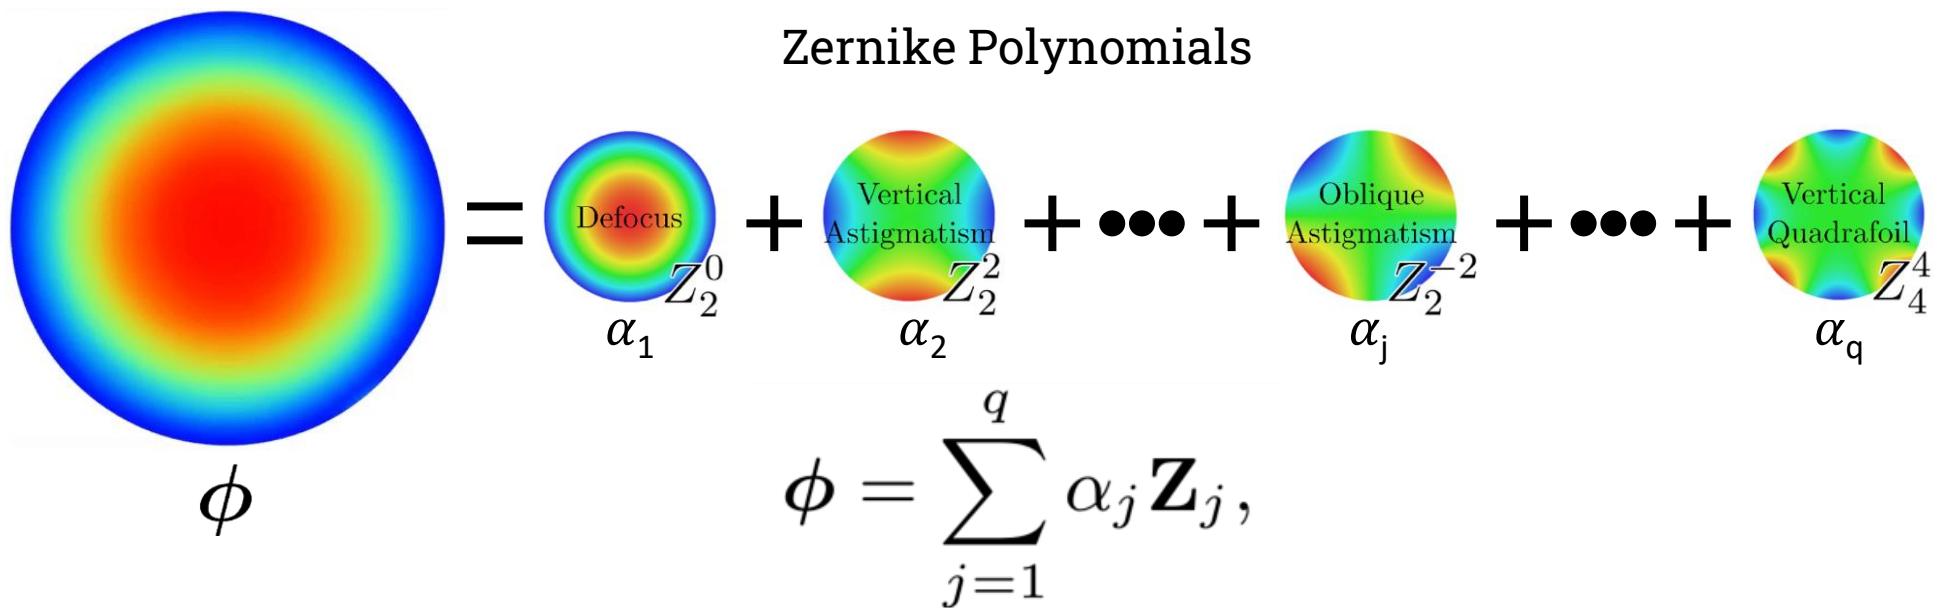 Zernike Polynomials
Defocus
Z_2^0
α_1
+
Vertical
Astigmatism
Z_2^2
α_2
+ ●●● +
Oblique
Astigmatism
Z_2^{-2}
α_j
+ ●●● +
Vertical
Quadrafoil
Z_4^4
α_q
=
ϕ
ϕ = \sum_{j=1}^{q} α_j Z_j,